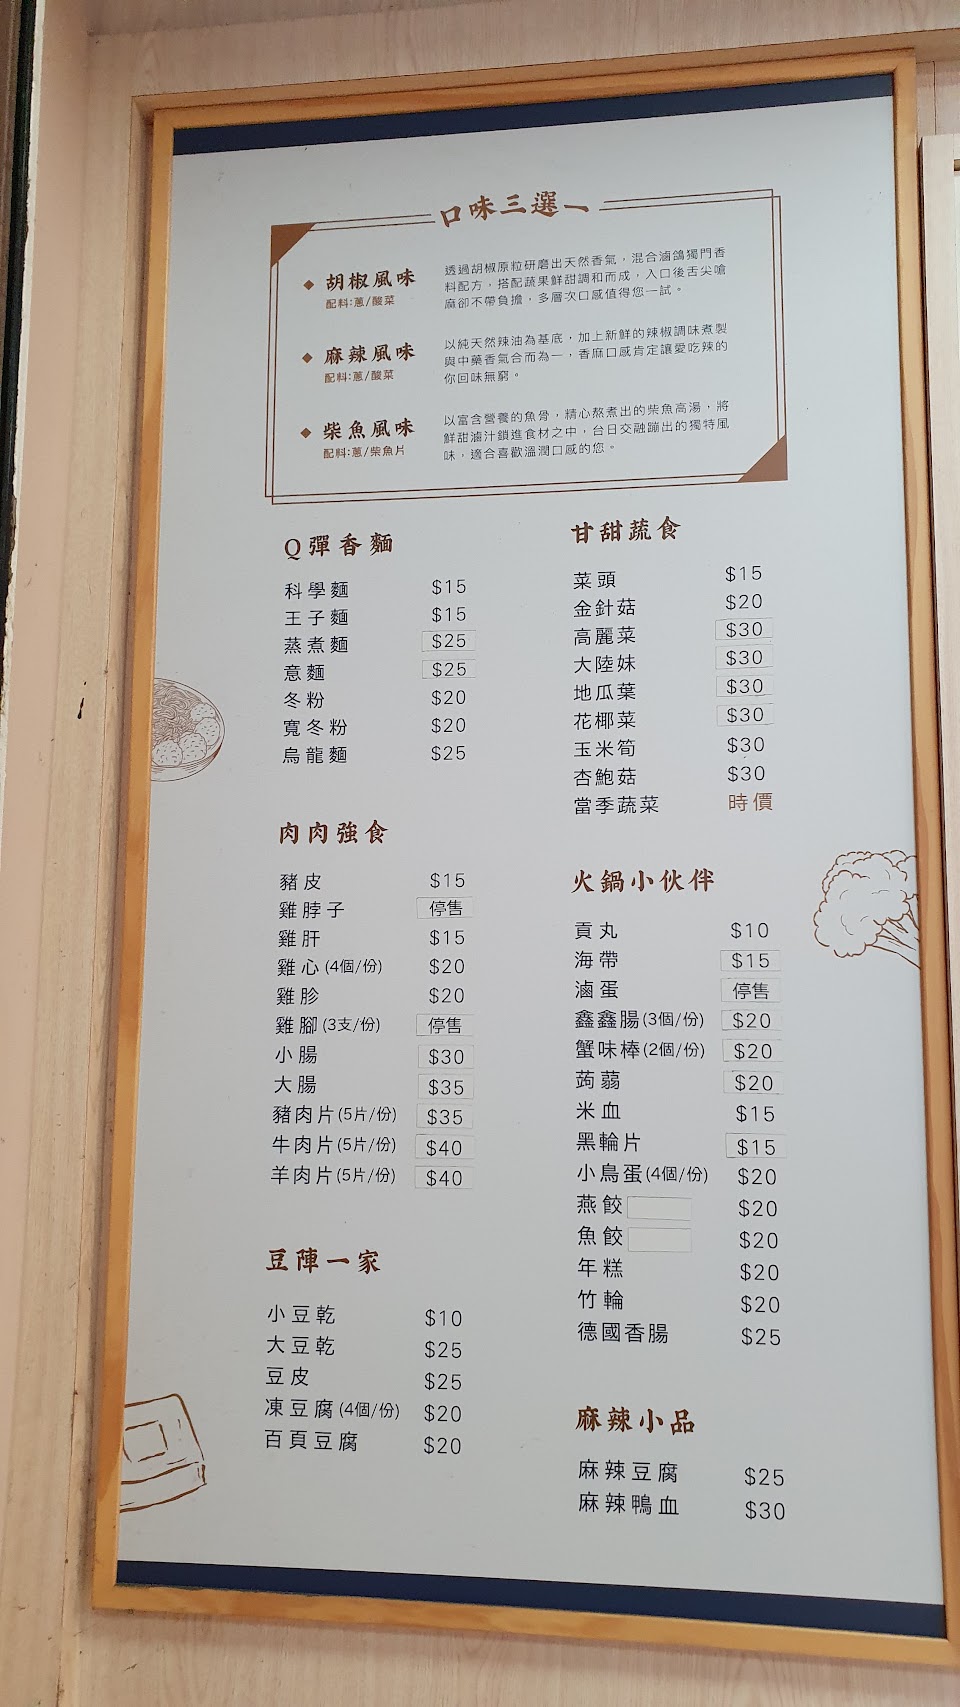 口味三選一
胡椒風味
配料:蔥/酸菜
透過胡椒原粒研磨出天然香氣，混合滷鴿獨門香
料配方，搭配蔬果鮮甜調和而成，入口後舌尖嗆
麻卻不帶負擔，多層次口感值得您一試。
麻辣風味
配料:蔥/酸菜
以純天然辣油為基底，加上新鮮的辣椒調味煮製
與中藥香氣合而為一，香麻口感肯定讓愛吃辣的
你回味無窮。
柴魚風味
配料:蔥/柴魚片
以富含營養的魚骨，精心熬煮出的柴魚高湯，將
鮮甜滷汁鎖進食材之中，台日交融蹦出的獨特風
味，適合喜歡溫潤口感的您。
Q彈香麵
科學麵 $15
王子麵 $15
蒸煮麵 $25
意麵 $25
冬粉 $20
寬冬粉 $20
烏龍麵 $25
肉肉強食
豬皮 $15
雞脖子 停售
雞肝 $15
雞心(4個/份) $20
雞胗 $20
雞腳(3支/份) 停售
小腸 $30
大腸 $35
豬肉片(5片/份) $35
牛肉片(5片/份) $40
羊肉片(5片/份) $40
豆陣一家
小豆乾 $10
大豆乾 $25
豆皮 $25
凍豆腐(4個/份) $20
百頁豆腐 $20
甘甜蔬食
菜頭 $15
金針菇 $20
高麗菜 $30
大陸妹 $30
地瓜葉 $30
花椰菜 $30
玉米筍 $30
杏鮑菇 $30
當季蔬菜 時價
火鍋小伙伴
貢丸 $10
海帶 $15
滷蛋 停售
鑫鑫腸(3個/份) $20
蟹味棒(2個/份) $20
蒟蒻 $20
米血 $15
黑輪片 $15
小鳥蛋(4個/份) $20
燕餃 $20
魚餃 $20
年糕 $20
竹輪 $20
德國香腸 $25
麻辣小品
麻辣豆腐 $25
麻辣鴨血 $30